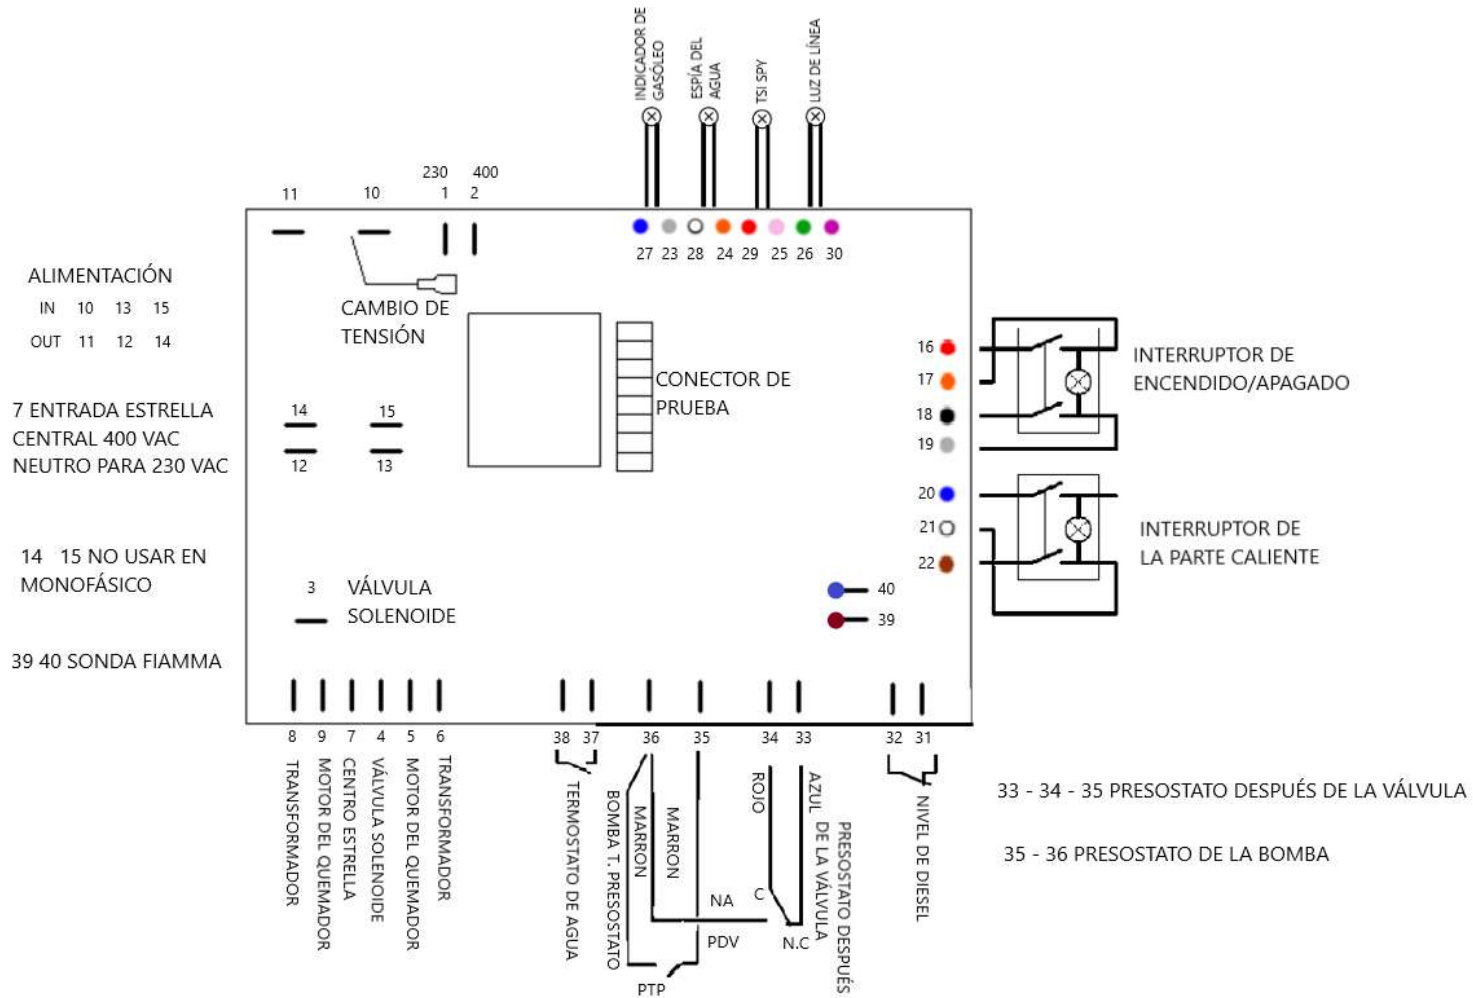 INDICADOR DE
GASÓLEO
ESPÍA DEL
AGUA
TSI SPY
LUZ DE LÍNEA
230 400
11 10 1 2
27 23 28 24 29 25 26 30
ALIMENTACIÓN
IN 10 13 15
OUT 11 12 14
CAMBIO DE
TENSIÓN
CONECTOR DE
PRUEBA
16
17
18
19
INTERRUPTOR DE
ENCENDIDO/APAGADO
7 ENTRADA ESTRELLA
CENTRAL 400 VAC
NEUTRO PARA 230 VAC
14 15
12 13
20
21
22
INTERRUPTOR DE
LA PARTE CALIENTE
14 15 NO USAR EN
MONOFÁSICO
3 VÁLVULA
SOLENOIDE
40
39
39 40 SONDA FIAMMA
8 9 7 4 5 6 38 37 36 35 34 33 32 31
TRANSFORMADOR
MOTOR DEL QUEMADOR
CENTRO ESTRELLA
VÁLVULA SOLENOIDE
MOTOR DEL QUEMADOR
TRANSFORMADOR
TERMOSTATO DE AGUA
BOMBA T. PRESOSTATO
MARRON
MARRON
ROJO
AZUL
PRESOSTATO DESPUÉS
DE LA VÁLVULA
NIVEL DE DIESEL
NA
C
PDV
N.C
PTP
33 - 34 - 35 PRESOSTATO DESPUÉS DE LA VÁLVULA
35 - 36 PRESOSTATO DE LA BOMBA